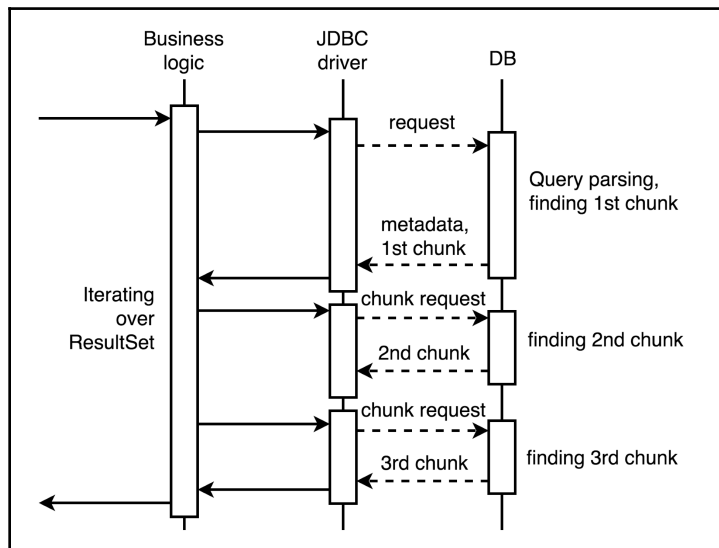 Business
logic
JDBC
driver
DB
request
Query parsing,
finding 1st chunk
metadata,
1st chunk
Iterating
over
ResultSet
chunk request
2nd chunk
finding 2nd chunk
chunk request
3rd chunk
finding 3rd chunk